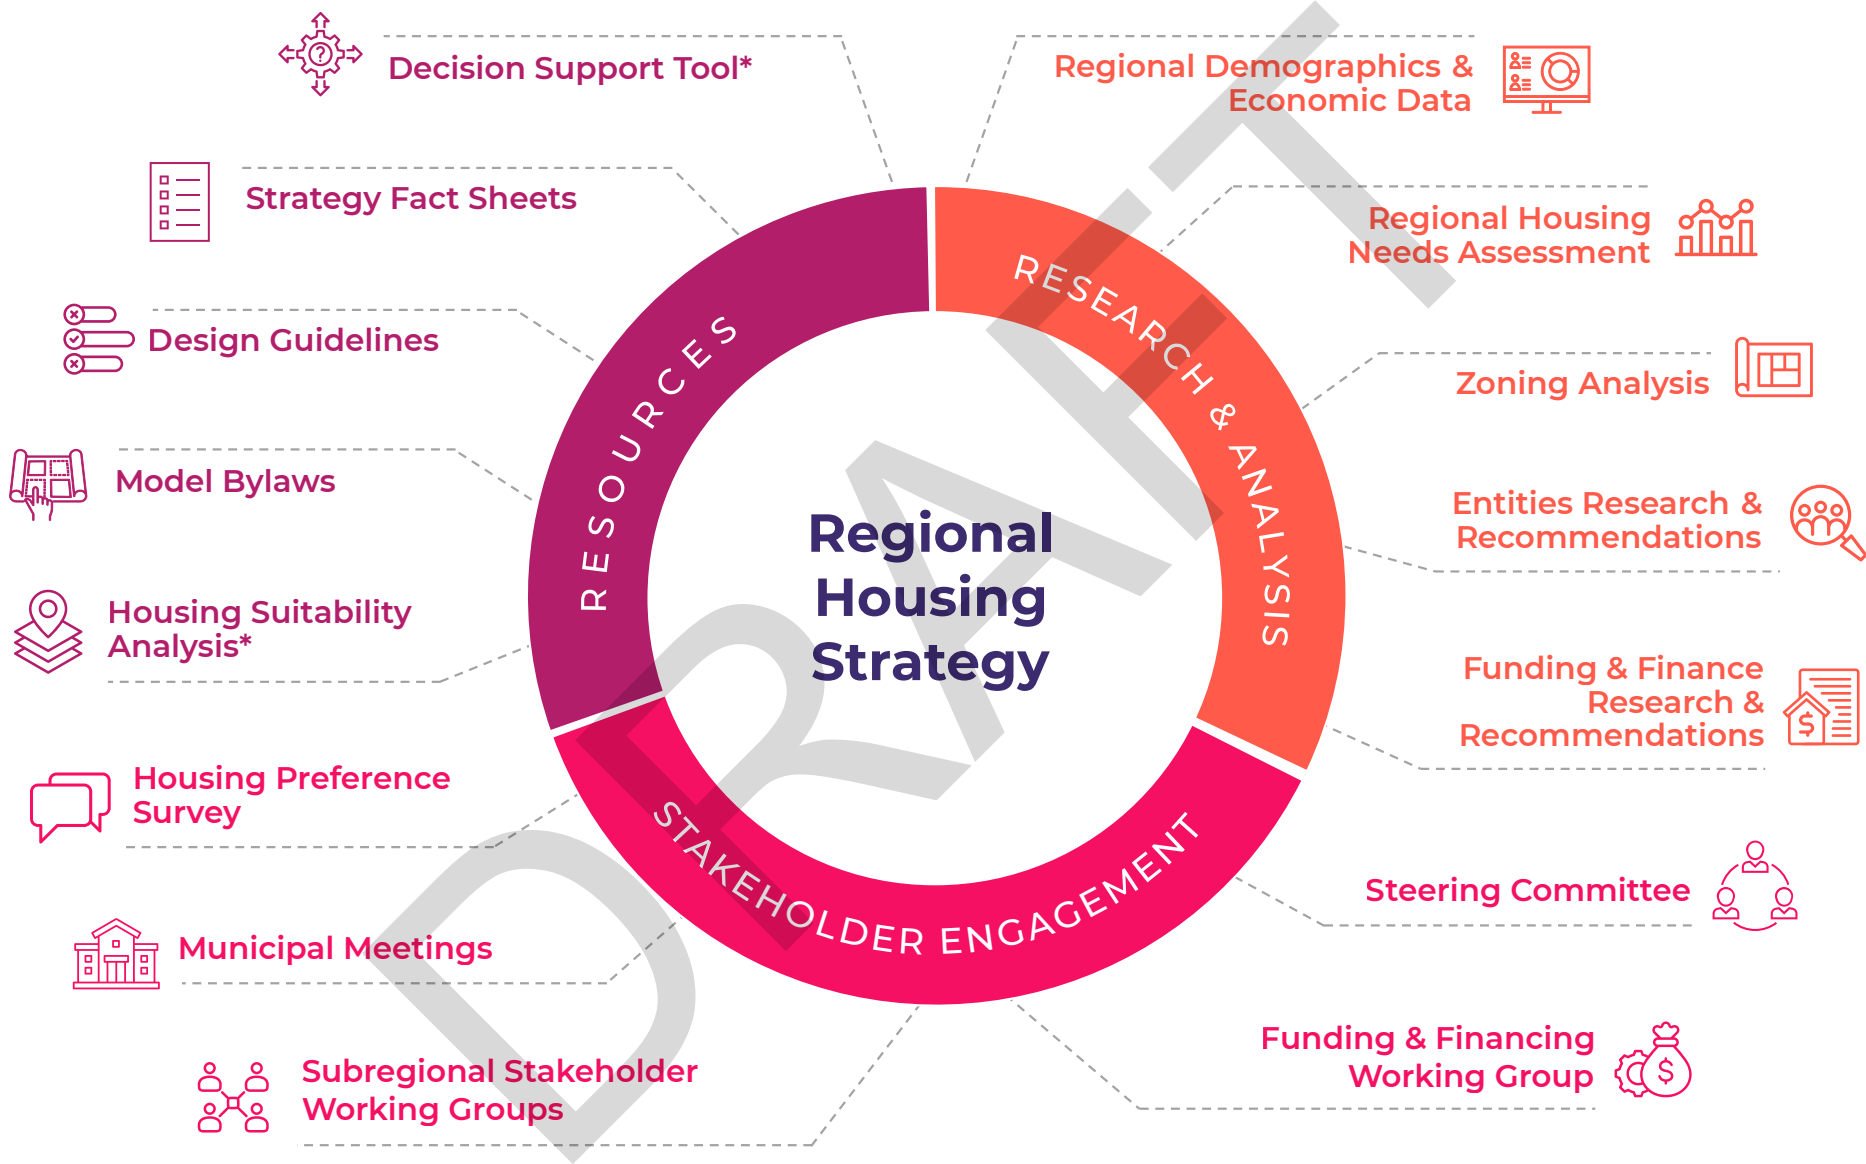 Decision Support Tool*
Strategy Fact Sheets
Design Guidelines
Model Bylaws
Housing Suitability
Analysis*
Housing Preference
Survey
Municipal Meetings
Subregional Stakeholder
Working Groups
Regional Demographics &
Economic Data
Regional Housing
Needs Assessment
Zoning Analysis
Entities Research &
Recommendations
Funding & Finance
Research &
Recommendations
Steering Committee
Funding & Financing
Working Group
RESOURCES
RESEARCH & ANALYSIS
STAKEHOLDER ENGAGEMENT
Regional
Housing
Strategy
DRAFT
?
$
$